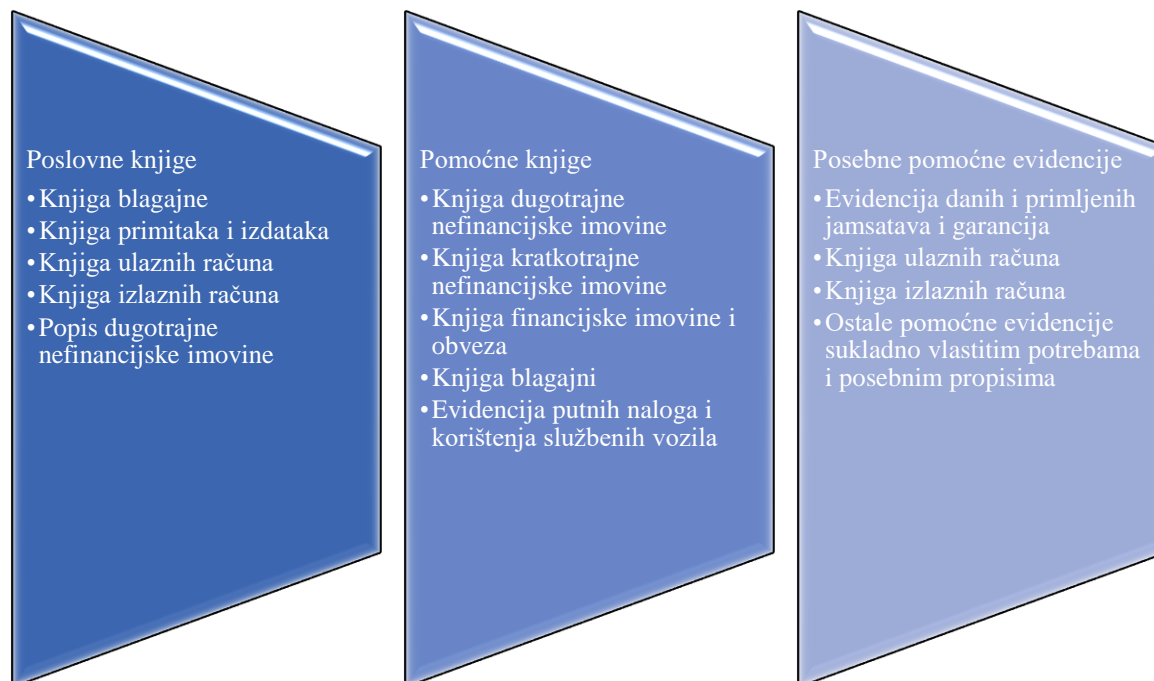 Poslovne knjige
•Knjiga blagajne
•Knjiga primitaka i izdataka
•Knjiga ulaznih računa
•Knjiga izlaznih računa
•Popis dugotrajne
nefinancijske imovine
Pomoćne knjige
•Knjiga dugotrajne
nefinancijske imovine
•Knjiga kratkotrajne
nefinancijske imovine
•Knjiga financijske imovine i
obveza
•Knjiga blagajni
•Evidencija putnih naloga i
korištenja službenih vozila
Posebne pomoćne evidencije
•Evidencija danih i primljenih
jamsatava i garancija
•Knjiga ulaznih računa
•Knjiga izlaznih računa
•Ostale pomoćne evidencije
sukladno vlastitim potrebama
i posebnim propisima